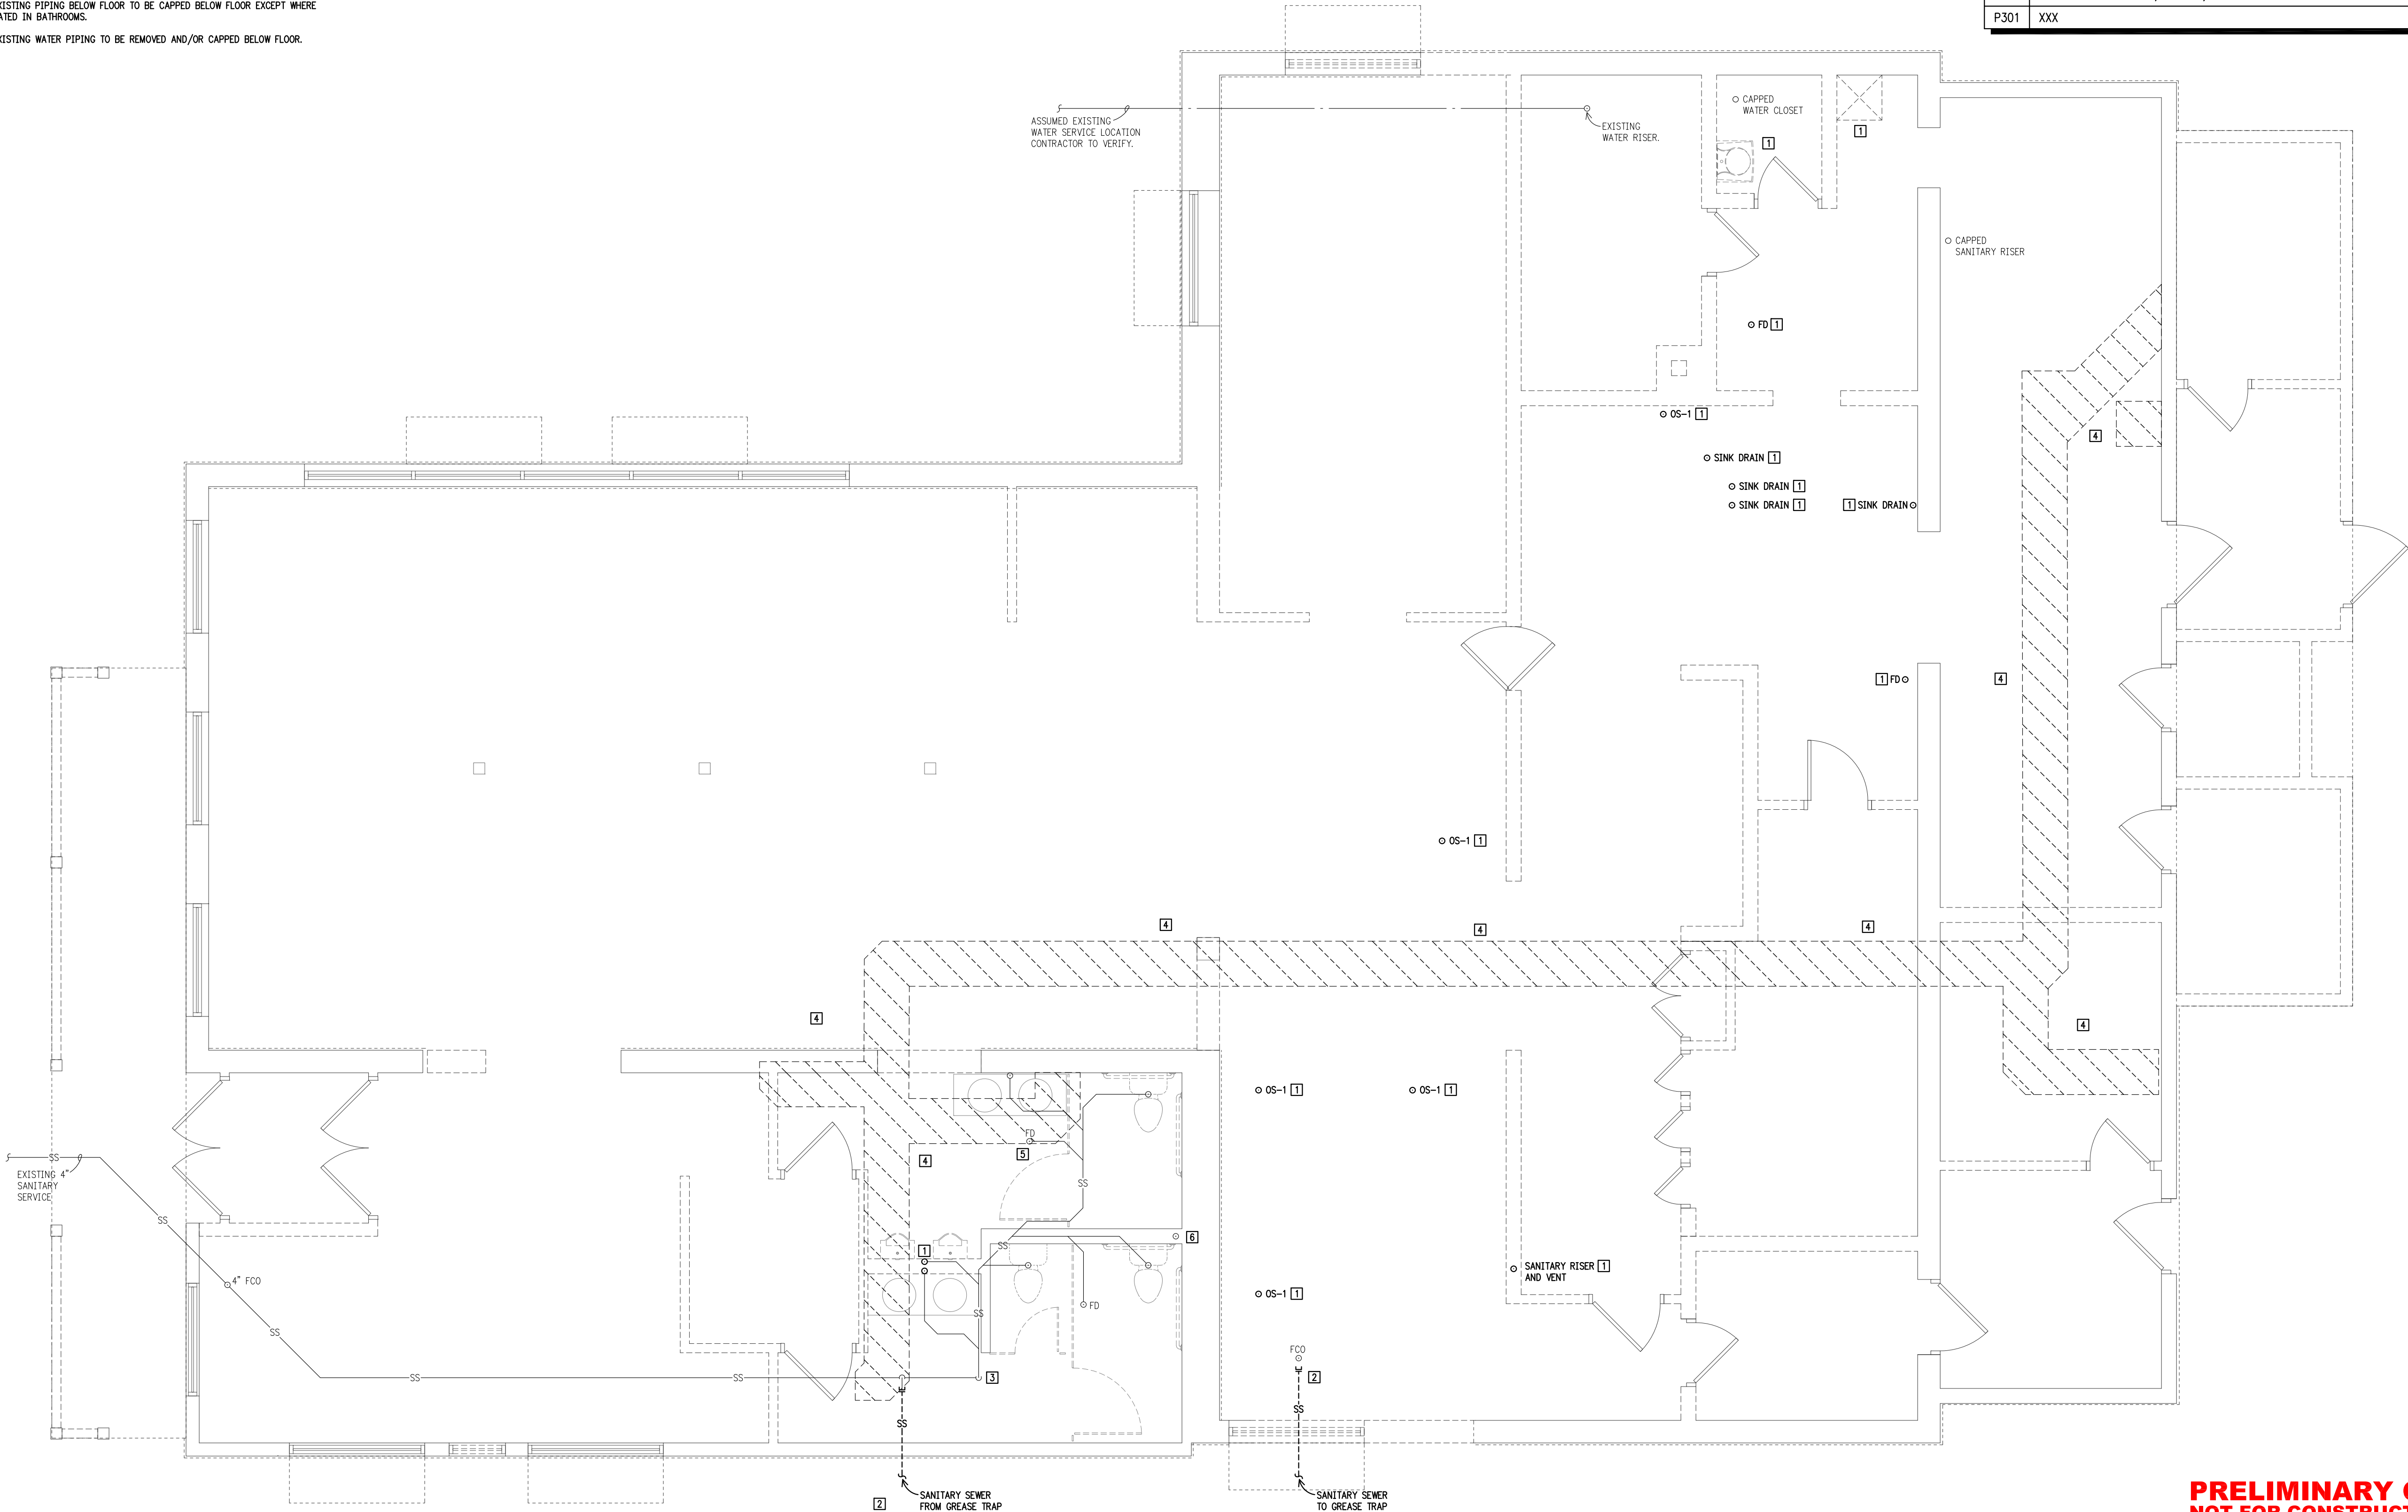 XISTING PIPING BELOW FLOOR TO BE CAPPED BELOW FLOOR EXCEPT WHERE
ATED IN BATHROOMS.
XISTING WATER PIPING TO BE REMOVED AND/OR CAPPED BELOW FLOOR.
P301 XXX
ASSUMED EXISTING
WATER SERVICE LOCATION
CONTRACTOR TO VERIFY.
EXISTING
WATER RISER.
CAPPED
WATER CLOSET
1
1
CAPPED
SANITARY RISER
FD 1
OS-1 1
SINK DRAIN 1
SINK DRAIN 1
SINK DRAIN 1
1 SINK DRAIN
4
1 FD
4
OS-1 1
4
4
4
4
4
OS-1 1
OS-1 1
FD
5
4
SS
EXISTING 4"
SANITARY
SERVICE
SS
SS
SS
6
1
4" FCO
SANITARY RISER 1
AND VENT
OS-1 1
FD
SS
SS
FCO
SS
SS
3
2
SS
SS
2
SANITARY SEWER
FROM GREASE TRAP
SANITARY SEWER
TO GREASE TRAP
PRELIMINARY
NOT FOR CONSTRUCT